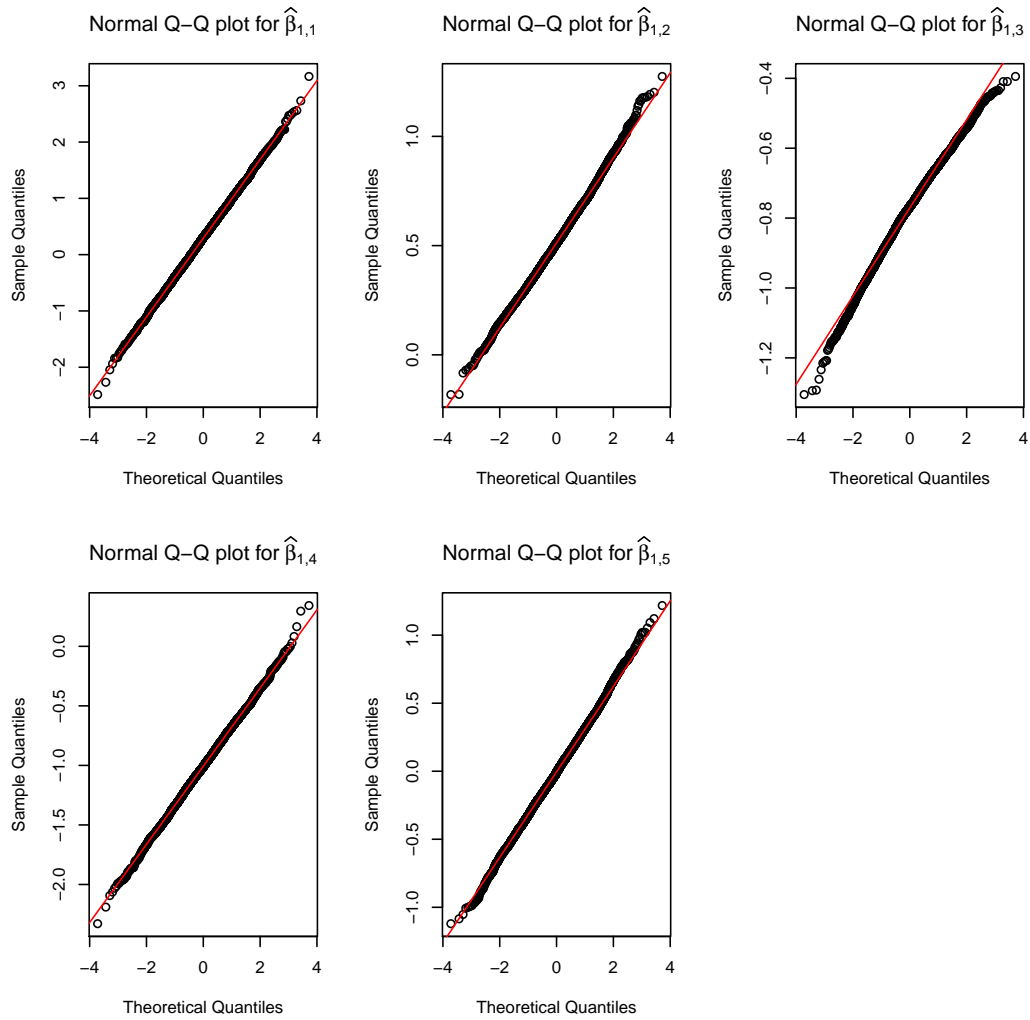 Normal Q−Q plot for β̂1,1
Normal Q−Q plot for β̂1,2
Normal Q−Q plot for β̂1,3
Sample Quantiles
3
2
1
0
−1
−2
−4 −2 0 2 4
Theoretical Quantiles
Sample Quantiles
1.0
0.5
0.0
−4 −2 0 2 4
Theoretical Quantiles
Sample Quantiles
−0.4
−0.6
−0.8
−1.0
−1.2
−4 −2 0 2 4
Theoretical Quantiles
Normal Q−Q plot for β̂1,4
Normal Q−Q plot for β̂1,5
Sample Quantiles
0.0
−0.5
−1.0
−1.5
−2.0
−4 −2 0 2 4
Theoretical Quantiles
Sample Quantiles
1.0
0.5
0.0
−0.5
−1.0
−4 −2 0 2 4
Theoretical Quantiles